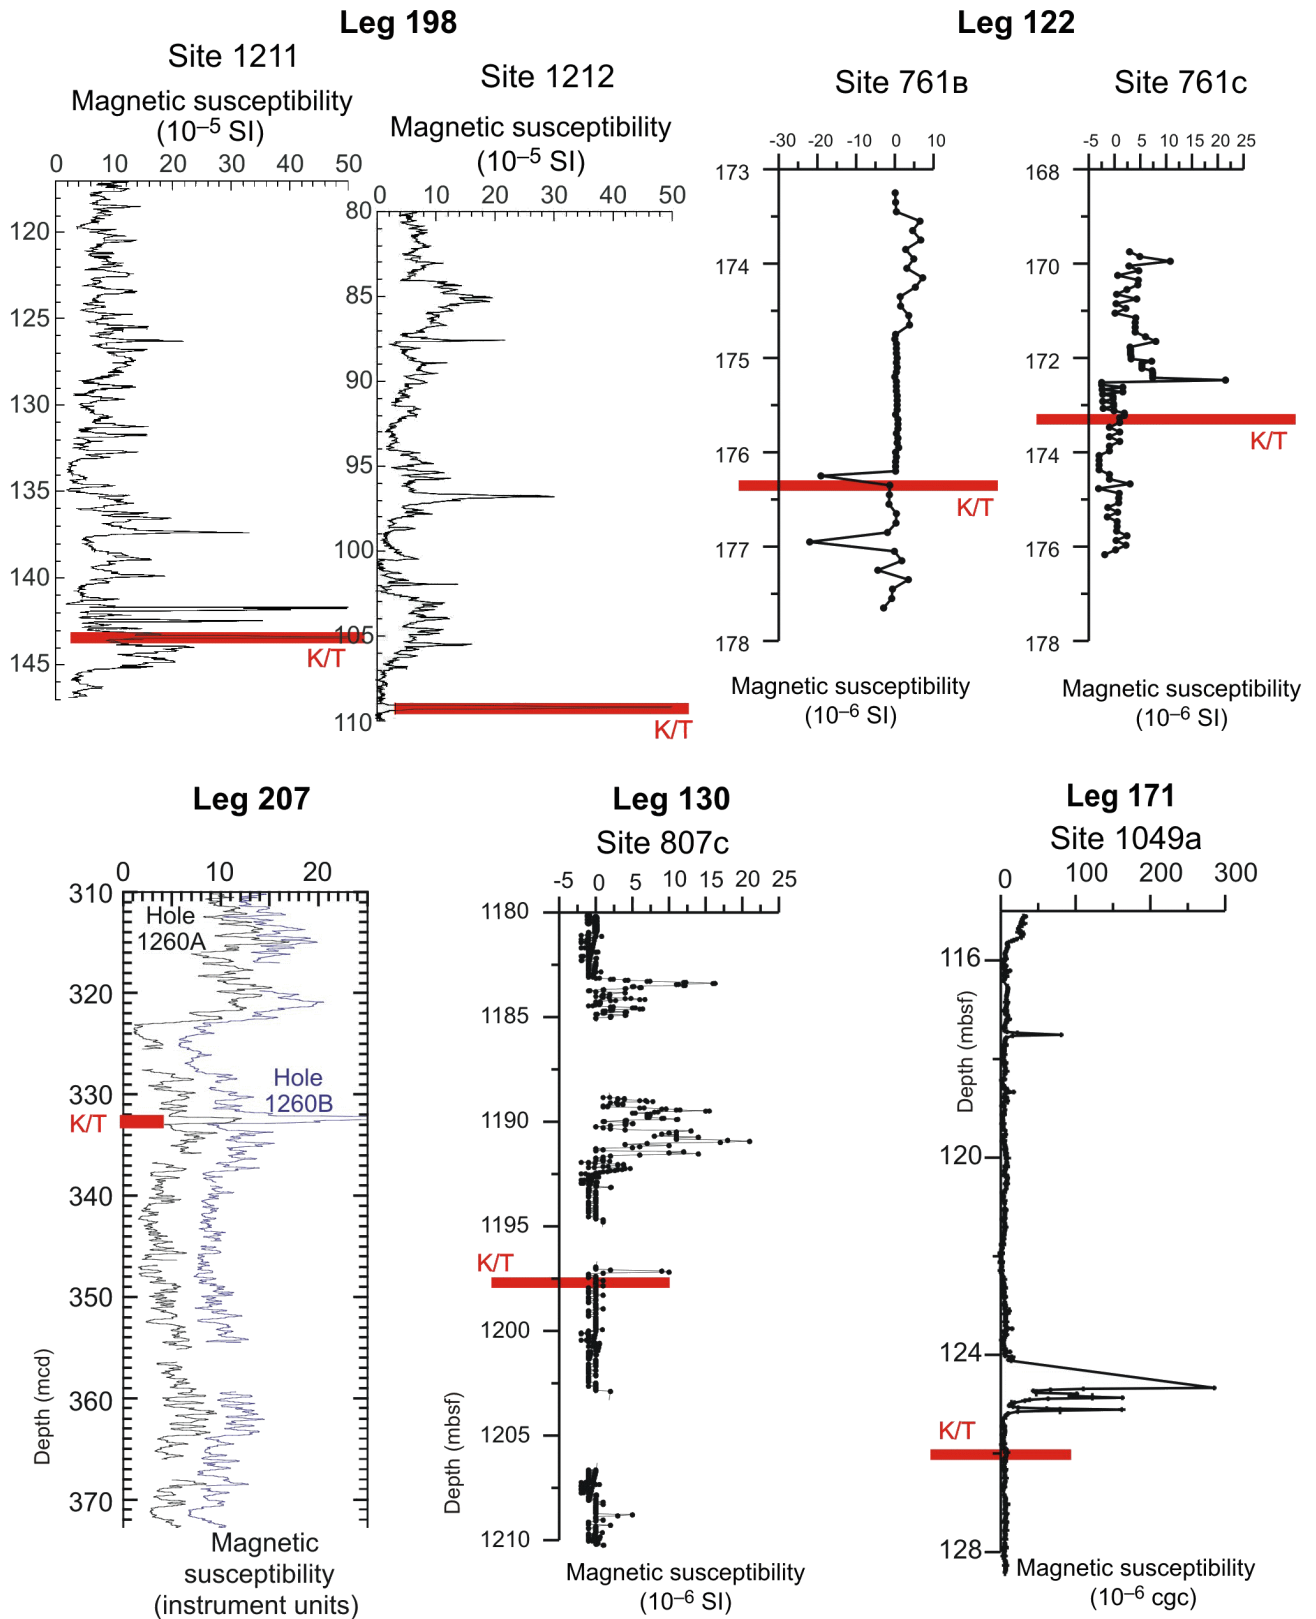 Leg 198
Leg 122
Site 1211
Site 1212
Site 761B
Site 761c
Magnetic susceptibility
(10–5 SI)
Magnetic susceptibility
(10–5 SI)
0 10 20 30 40 50
0 10 20 30 40 50
-30 -20 -10 0 10
-5 0 5 10 15 20 25
120
125
130
135
140
145
K/T
80
85
90
95
100
105
110
K/T
173
174
175
176
177
178
K/T
168
170
172
174
176
178
K/T
Magnetic susceptibility
(10–6 SI)
Magnetic susceptibility
(10–6 SI)
Leg 207
Leg 130
Leg 171
Site 807c
Site 1049a
0 10 20
-5 0 5 10 15 20 25
0 100 200 300
Hole
1260A
Hole
1260B
310
320
330
K/T
340
350
360
370
Depth (mcd)
Magnetic
susceptibility
(instrument units)
1180
1185
1190
1195
K/T
1200
1205
1210
Depth (mbsf)
Magnetic susceptibility
(10–6 SI)
116
Depth (mbsf)
120
124
K/T
128
Magnetic susceptibility
(10–6 cgc)